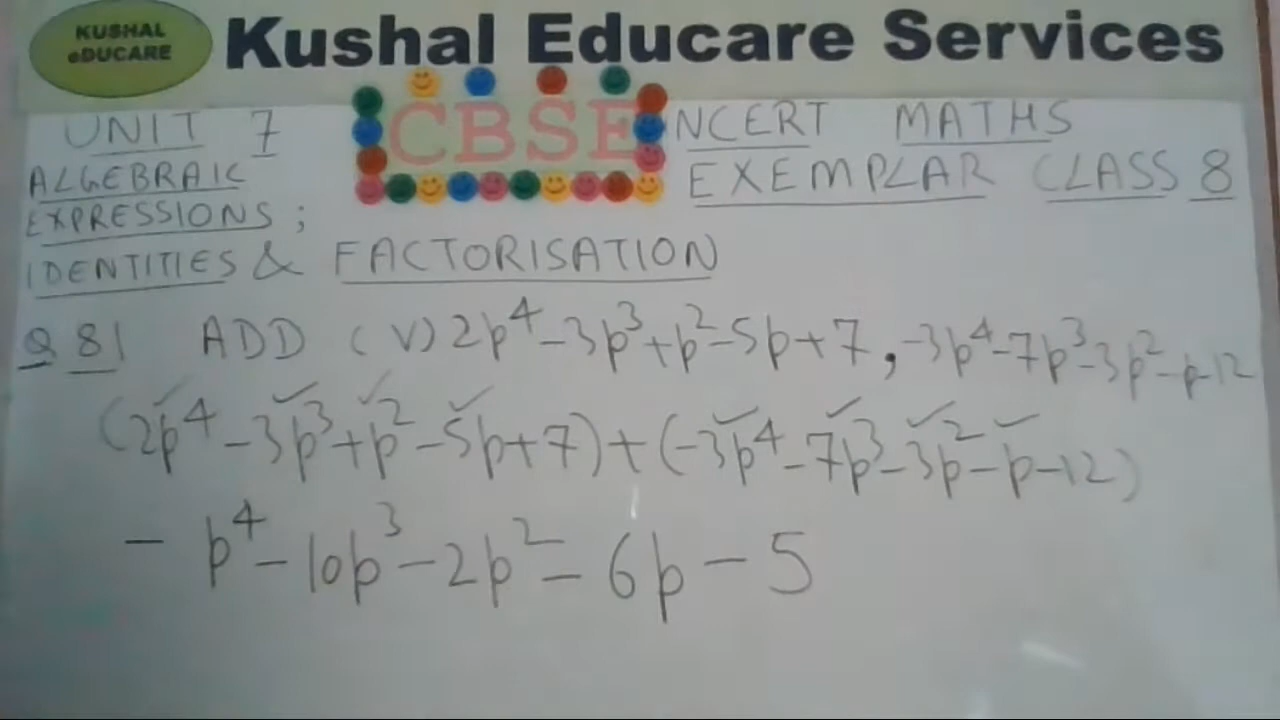 KUSHAL
eDUCARE
Kushal Educare Services
CBSE
UNIT 7
ALGEBRAIC
EXPRESSIONS;
IDENTITIES & FACTORISATION
NCERT MATHS
EXEMPLAR CLASS 8
Q 81 ADD (V) 2p⁴-3p³+p²-5p+7, -3p⁴-7p³-3p²-p-12
(2p⁴-3p³+p²-5p+7)+(-3p⁴-7p³-3p²-p-12)
- p⁴-10p³-2p²-6p-5